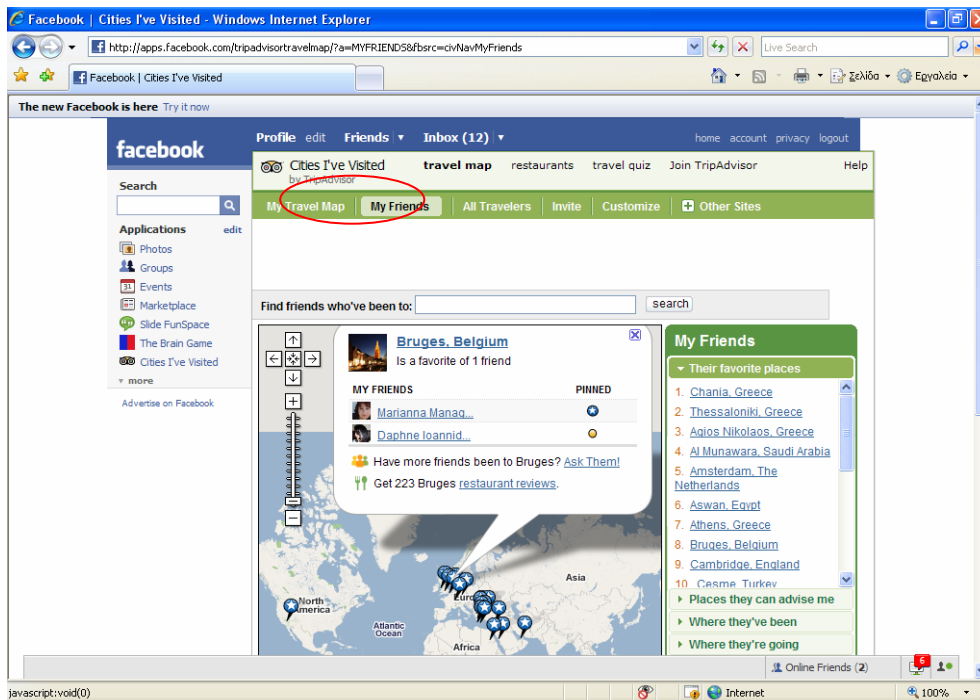 Facebook | Cities I've Visited - Windows Internet Explorer
http://apps.facebook.com/tripadvisortravelmap/?a=MYFRIENDS&fbsrc=civNavMyFriends
Live Search
Facebook | Cities I've Visited
Σελίδα
Εργαλεία
The new Facebook is here Try it now
facebook
Profile edit Friends Inbox (12)
home account privacy logout
Search
Applications edit
Photos
Groups
31 Events
Marketplace
Slide FunSpace
The Brain Game
Cities I've Visited
more
Advertise on Facebook
Cities I've Visited
by TripAdvisor
travel map restaurants travel quiz Join TripAdvisor Help
My Travel Map My Friends All Travelers Invite Customize Other Sites
Find friends who've been to: search
Bruges, Belgium
Is a favorite of 1 friend
MY FRIENDS PINNED
Marianna Manag...
Daphne Ioannid...
Have more friends been to Bruges? Ask Them!
Get 223 Bruges restaurant reviews.
North
America
Atlantic
Ocean
Asia
Africa
My Friends
Their favorite places
1. Chania, Greece
2. Thessaloniki, Greece
3. Agios Nikolaos, Greece
4. Al Munawara, Saudi Arabia
5. Amsterdam, The
Netherlands
6. Aswan, Egypt
7. Athens, Greece
8. Bruges, Belgium
9. Cambridge, England
10. Cesme, Turkey
Places they can advise me
Where they've been
Where they're going
Online Friends (2)
6
javascript:void(0)
Internet
100%